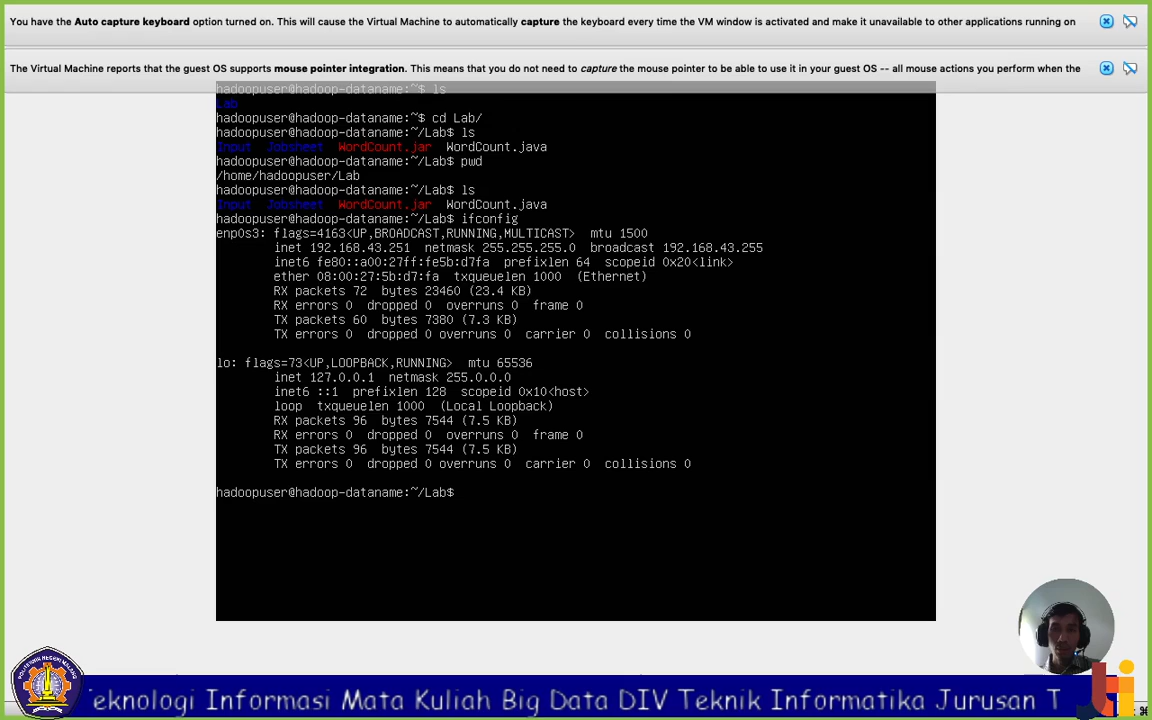 You have the Auto capture keyboard option turned on. This will cause the Virtual Machine to automatically capture the keyboard every time the VM window is activated and make it unavailable to other applications running on
The Virtual Machine reports that the guest OS supports mouse pointer integration. This means that you do not need to capture the mouse pointer to be able to use it in your guest OS -- all mouse actions you perform when the
hadoopuser@hadoop-dataname:~$ ls
Lab
hadoopuser@hadoop-dataname:~$ cd Lab/
hadoopuser@hadoop-dataname:~/Lab$ ls
Input  Jobsheet  WordCount.jar  WordCount.java
hadoopuser@hadoop-dataname:~/Lab$ pwd
/home/hadoopuser/Lab
hadoopuser@hadoop-dataname:~/Lab$ ls
Input  Jobsheet  WordCount.jar  WordCount.java
hadoopuser@hadoop-dataname:~/Lab$ ifconfig
enp0s3: flags=4163<UP,BROADCAST,RUNNING,MULTICAST>  mtu 1500
inet 192.168.43.251  netmask 255.255.255.0  broadcast 192.168.43.255
inet6 fe80::a00:27ff:fe5b:d7fa  prefixlen 64  scopeid 0x20<link>
ether 08:00:27:5b:d7:fa  txqueuelen 1000  (Ethernet)
RX packets 72  bytes 23460 (23.4 KB)
RX errors 0  dropped 0  overruns 0  frame 0
TX packets 60  bytes 7380 (7.3 KB)
TX errors 0  dropped 0 overruns 0  carrier 0  collisions 0
lo: flags=73<UP,LOOPBACK,RUNNING>  mtu 65536
inet 127.0.0.1  netmask 255.0.0.0
inet6 ::1  prefixlen 128  scopeid 0x10<host>
loop  txqueuelen 1000  (Local Loopback)
RX packets 96  bytes 7544 (7.5 KB)
RX errors 0  dropped 0  overruns 0  frame 0
TX packets 96  bytes 7544 (7.5 KB)
TX errors 0  dropped 0 overruns 0  carrier 0  collisions 0
hadoopuser@hadoop-dataname:~/Lab$
eknologi Informasi Mata Kuliah Big Data DIV Teknik Informatika Jurusan T